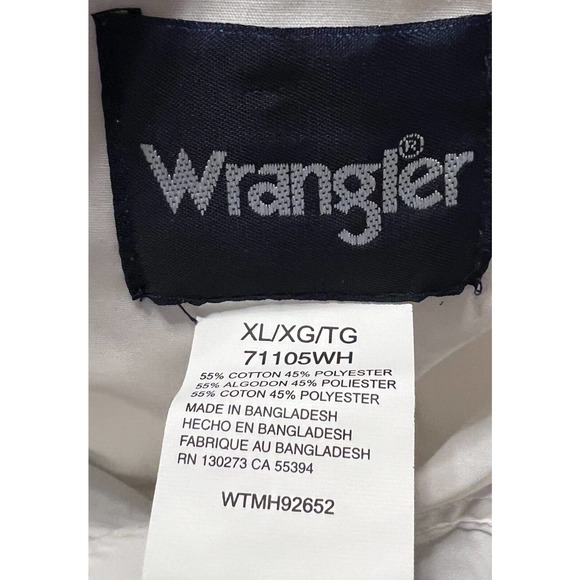 Wrangler®
XL/XG/TG
71105WH
55% COTTON 45% POLYESTER
55% ALGODON 45% POLIESTER
55% COTON 45% POLYESTER
MADE IN BANGLADESH
HECHO EN BANGLADESH
FABRIQUE AU BANGLADESH
RN 130273 CA 55394
WTMH92652